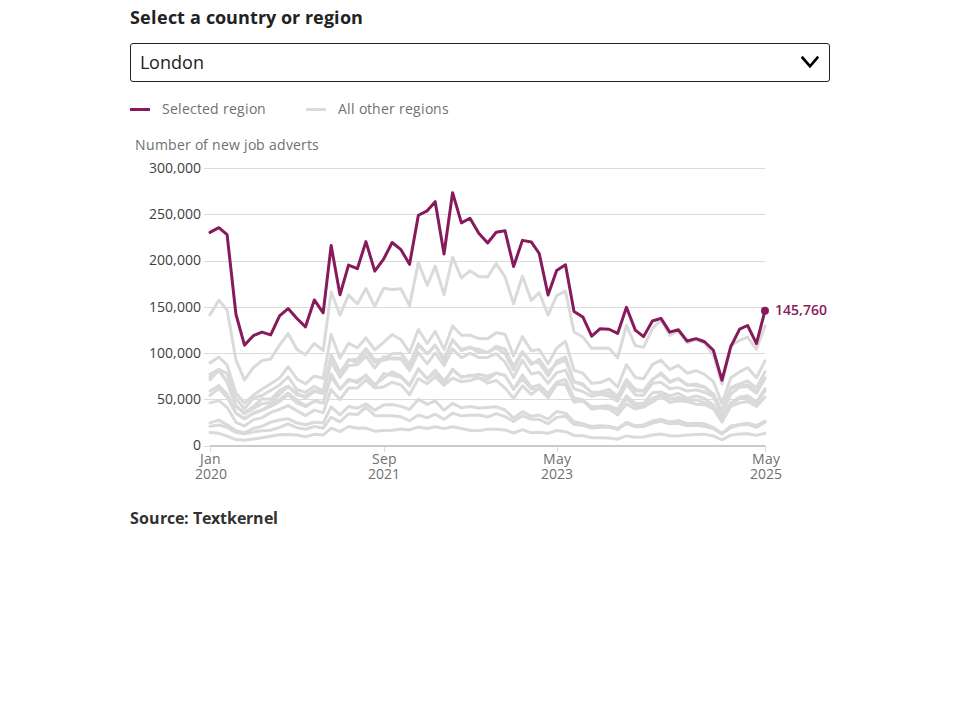 Select a country or region
London
Selected region
All other regions
Number of new job adverts
300,000
250,000
200,000
150,000
145,760
100,000
50,000
0
Jan 2020
Sep 2021
May 2023
May 2025
Source: Textkernel